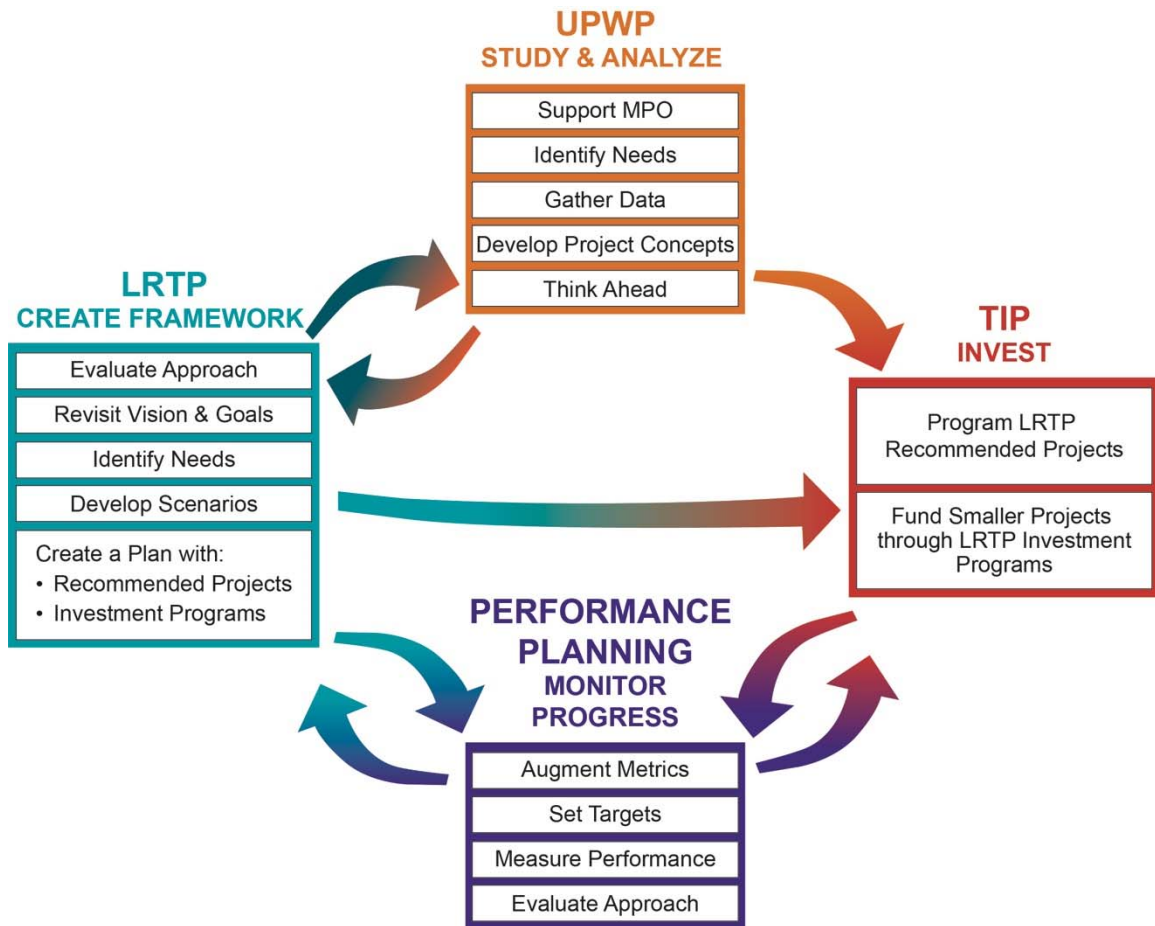 UPWP
STUDY & ANALYZE
Support MPO
Identify Needs
Gather Data
Develop Project Concepts
Think Ahead
LRTP
CREATE FRAMEWORK
Evaluate Approach
Revisit Vision & Goals
Identify Needs
Develop Scenarios
Create a Plan with:
• Recommended Projects
• Investment Programs
TIP
INVEST
Program LRTP
Recommended Projects
Fund Smaller Projects
through LRTP Investment
Programs
PERFORMANCE
PLANNING
MONITOR
PROGRESS
Augment Metrics
Set Targets
Measure Performance
Evaluate Approach